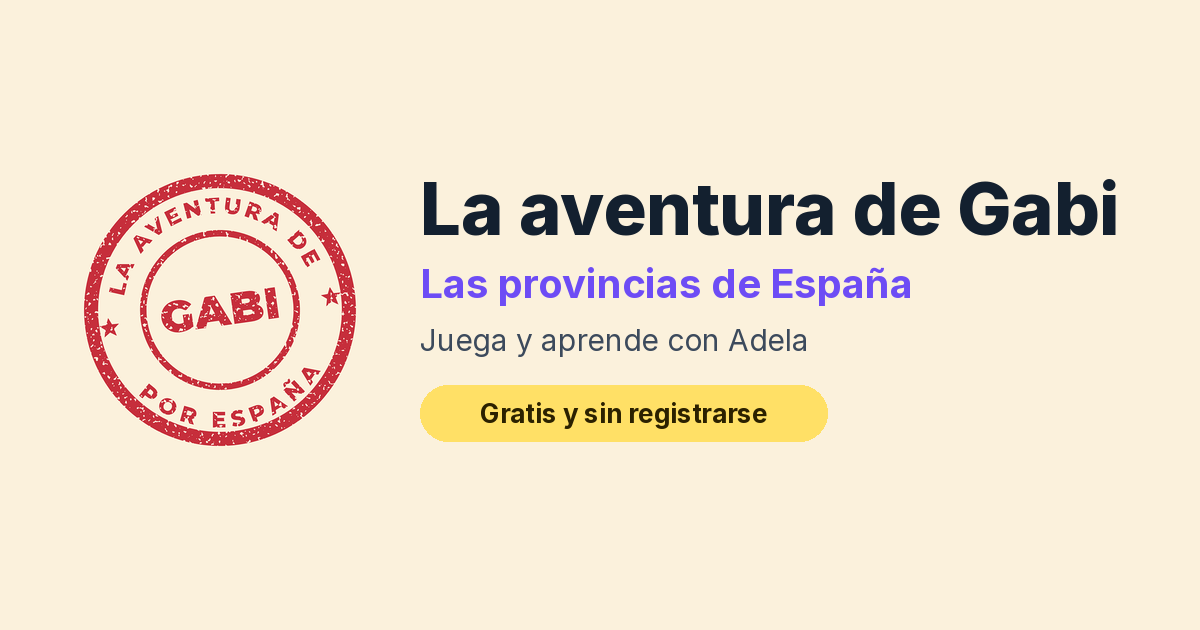 LA AVENTURA DE
GABI
POR ESPAÑA
La aventura de Gabi
Las provincias de España
Juega y aprende con Adela
Gratis y sin registrarse